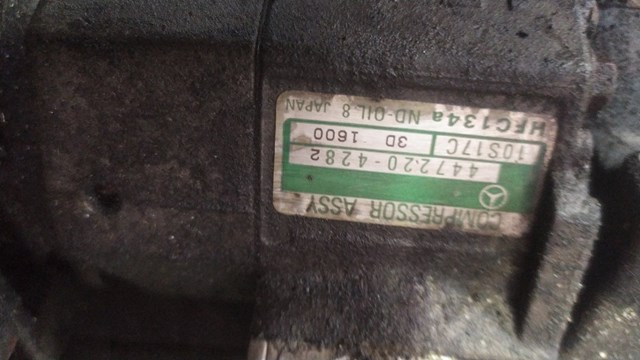 COMPRESSOR ASSY
447220-4282
10S17C 3D 1600
HFC134a ND-OIL 8 JAPAN